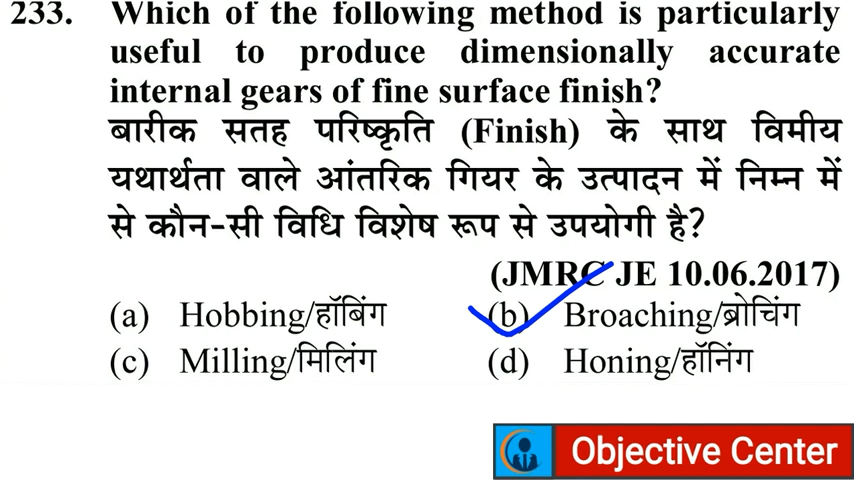 233. Which of the following method is particularly
useful to produce dimensionally accurate
internal gears of fine surface finish?
बारीक सतह परिष्कृति (Finish) के साथ विमीय
यथार्थता वाले आंतरिक गियर के उत्पादन में निम्न में
से कौन-सी विधि विशेष रूप से उपयोगी है?
(JMRC JE 10.06.2017)
(a) Hobbing/हॉबिंग (b) Broaching/ब्रोचिंग
(c) Milling/मिलिंग (d) Honing/हॉनिंग
Objective Center